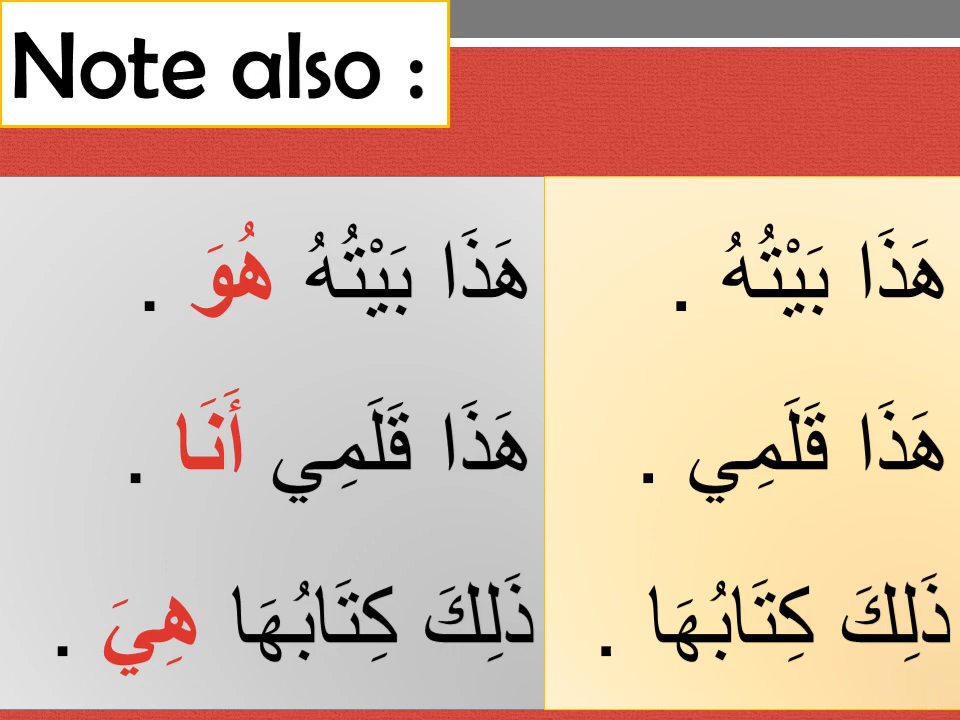 Note also :
هَذَا بَيْتُهُ .
هَذَا بَيْتُهُ هُوَ .
هَذَا قَلَمِي .
هَذَا قَلَمِي أَنَا .
ذَلِكَ كِتَابُهَا .
ذَلِكَ كِتَابُهَا هِيَ .